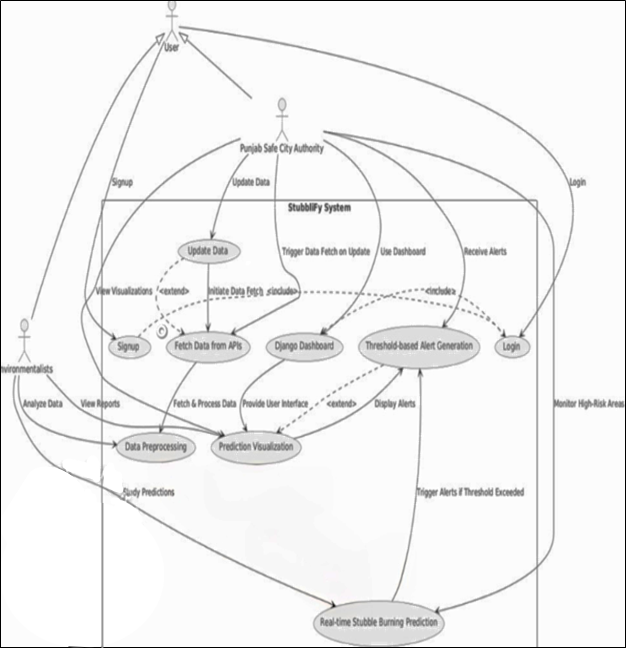 User
Punjab Safe City Authority
Signup
Update Data
Login
StubbliFy System
Update Data
Trigger Data Fetch on Update
Use Dashboard
Receive Alerts
View Visualizations
<extend>
Initiate Data Fetch
<include>
<include>
Signup
Fetch Data from APIs
Django Dashboard
Threshold-based Alert Generation
Login
nvironmentalists
Analyze Data
View Reports
Fetch & Process Data
Provide User Interface
<extend>
Display Alerts
Monitor High-Risk Areas
Data Preprocessing
Prediction Visualization
Predictions
Trigger Alerts if Threshold Exceeded
Real-time Stubble Burning Prediction